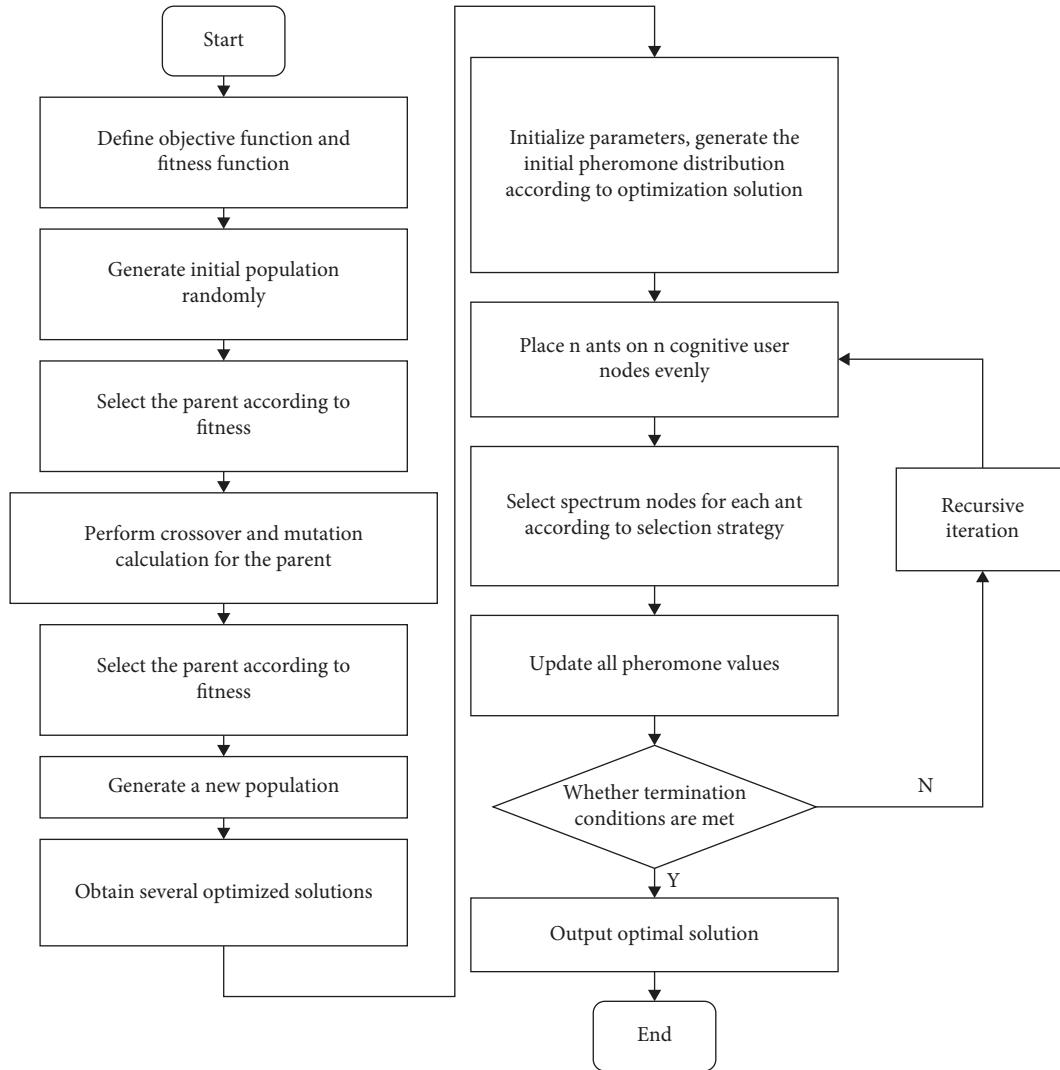 Start
Define objective function and
fitness function
Generate initial population
randomly
Select the parent according to
fitness
Perform crossover and mutation
calculation for the parent
Select the parent according to
fitness
Generate a new population
Obtain several optimized solutions
Initialize parameters, generate the
initial pheromone distribution
according to optimization solution
Place n ants on n cognitive user
nodes evenly
Select spectrum nodes for each ant
according to selection strategy
Update all pheromone values
Whether termination
conditions are met
N
Recursive
iteration
Y
Output optimal solution
End